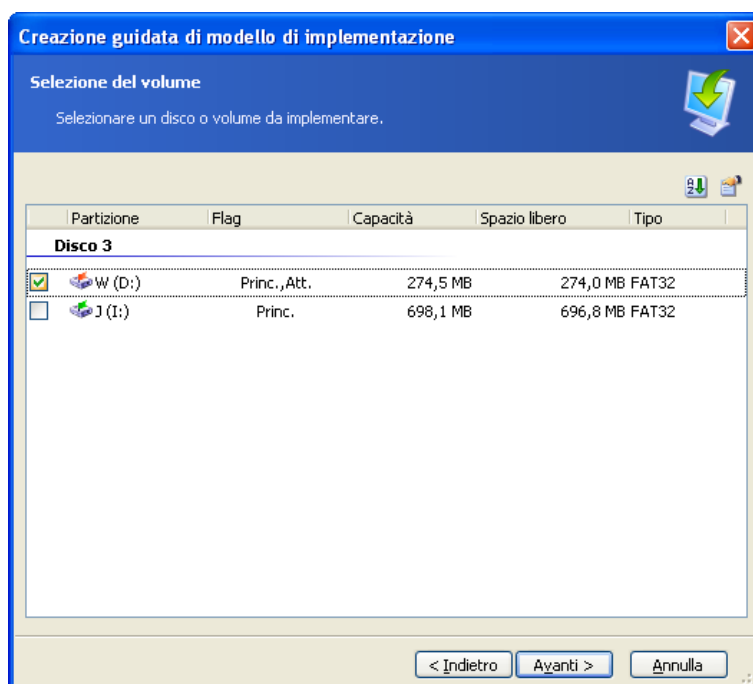 Creazione guidata di modello di implementazione
Selezione del volume
Selezionare un disco o volume da implementare.
Partizione Flag Capacità Spazio libero Tipo
Disco 3
W (D:) Princ.,Att. 274,5 MB 274,0 MB FAT32
J (I:) Princ. 698,1 MB 696,8 MB FAT32
< Indietro Avanti > Annulla